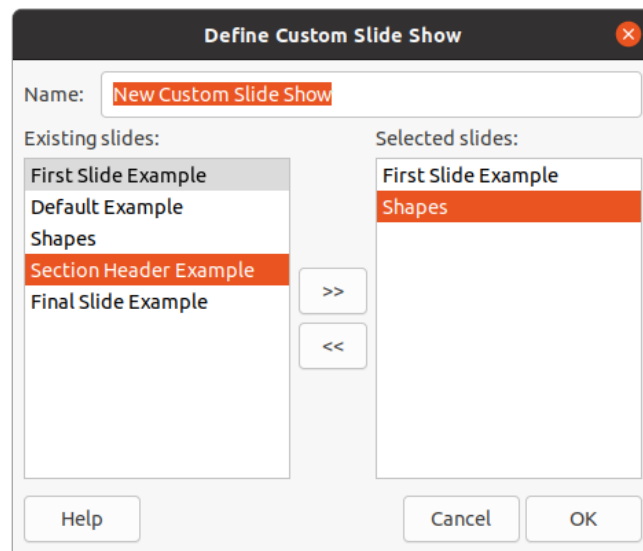 Define Custom Slide Show
Name: New Custom Slide Show
Existing slides:
First Slide Example
Default Example
Shapes
Section Header Example
Final Slide Example
>>
<<
Selected slides:
First Slide Example
Shapes
Help
Cancel
OK